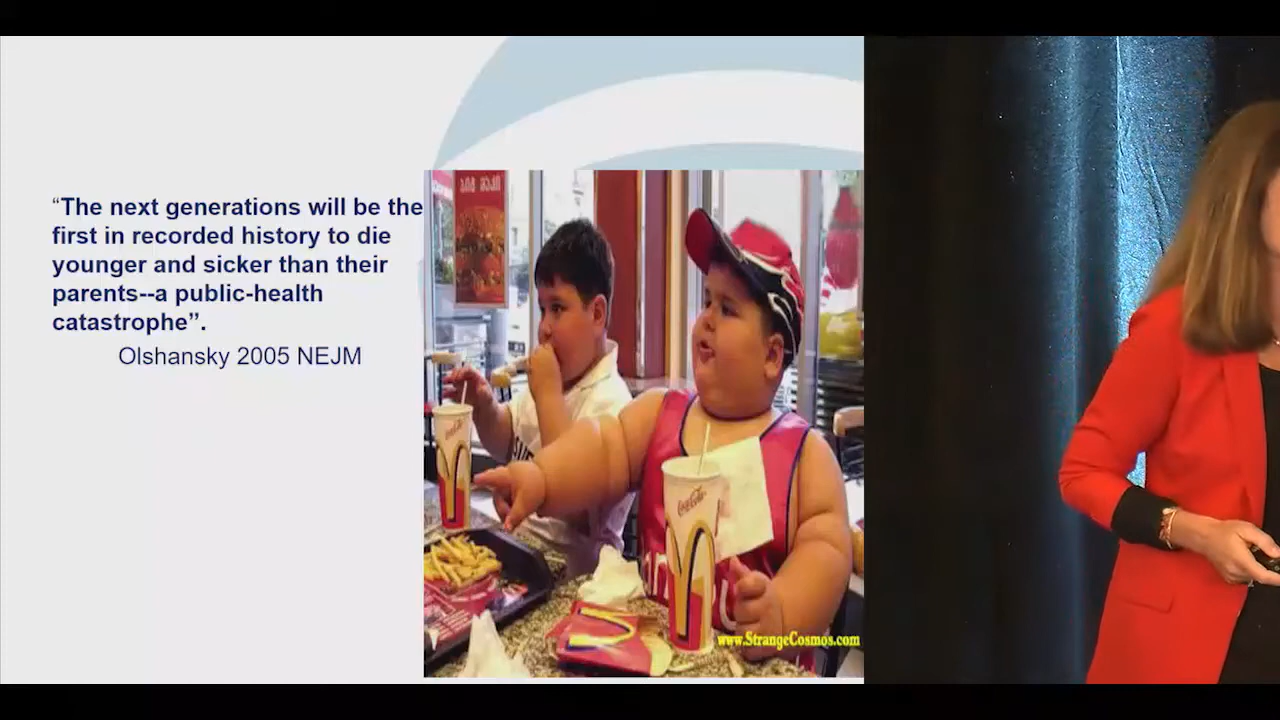 “The next generations will be the
first in recorded history to die
younger and sicker than their
parents--a public-health
catastrophe”.
Olshansky 2005 NEJM
Coca-Cola
Coca-Cola
www.StrangeCosmos.com